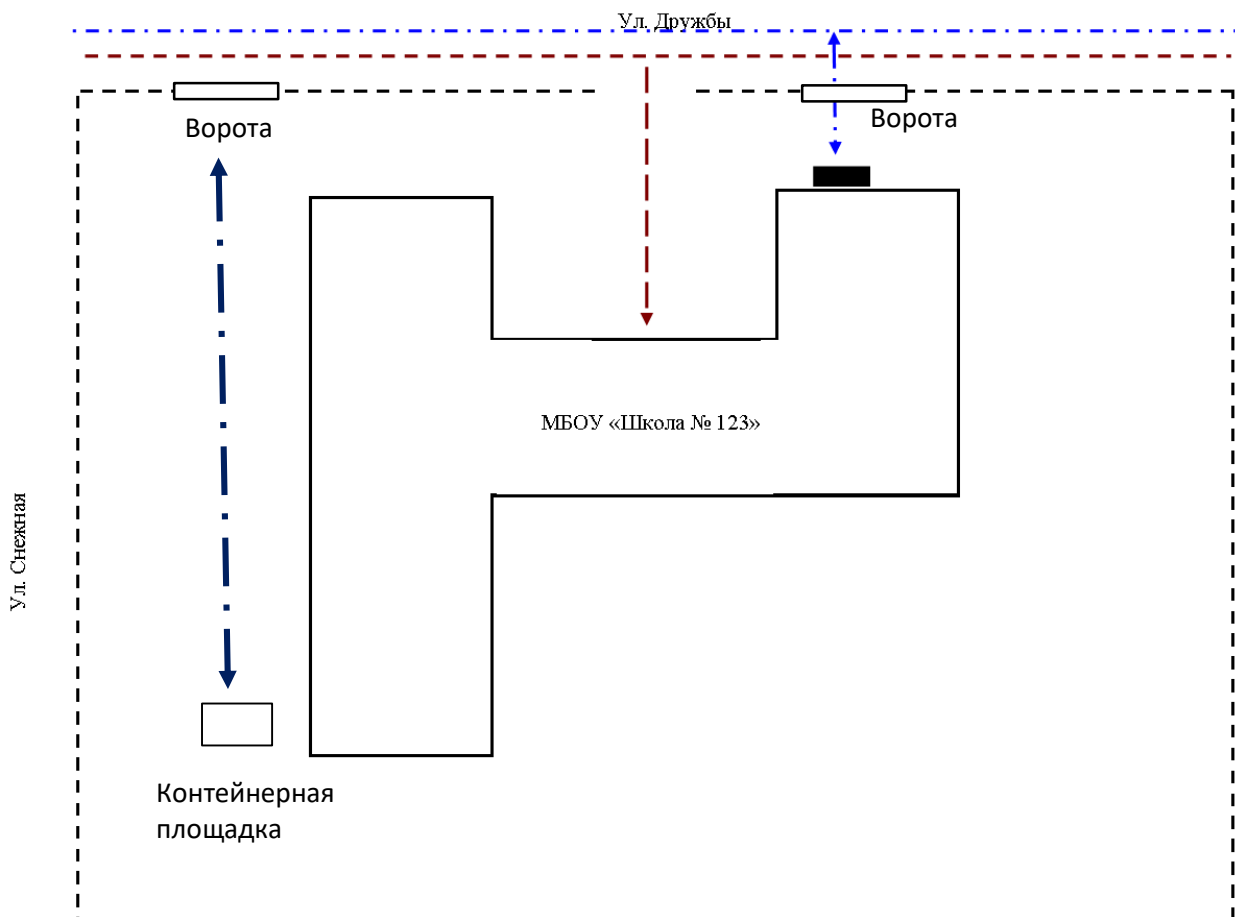 Ул. Дружбы
Ворота
Ворота
МБОУ «Школа № 123»
Ул. Снежная
Контейнерная
площадка